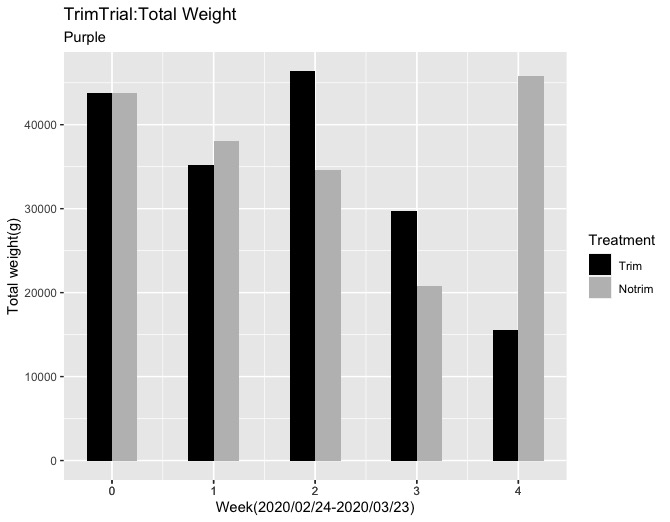 TrimTrial:Total Weight
Purple
Total weight(g)
40000
30000
20000
10000
0
0 1 2 3 4
Week(2020/02/24-2020/03/23)
Treatment
Trim
Notrim